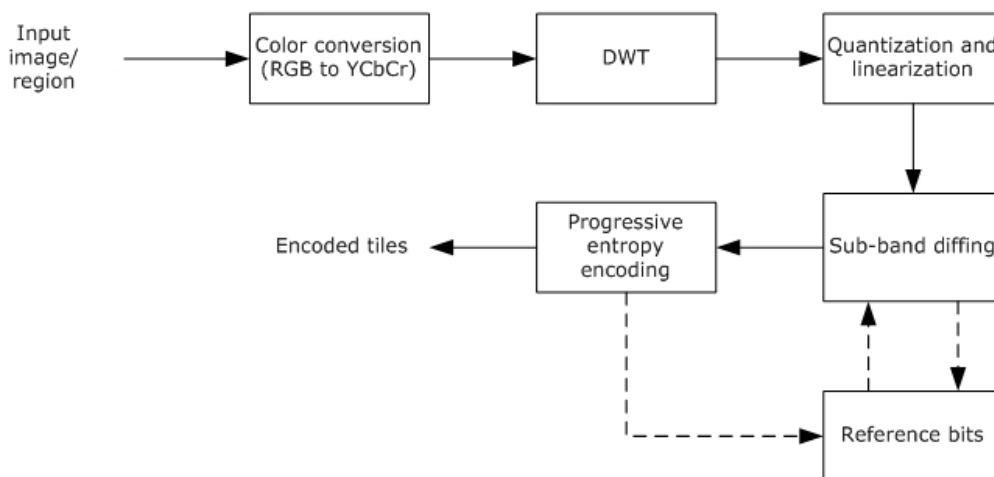 Input
image/
region
Color conversion
(RGB to YCbCr)
DWT
Quantization and
linearization
Sub-band diffing
Progressive
entropy
encoding
Encoded tiles
Reference bits